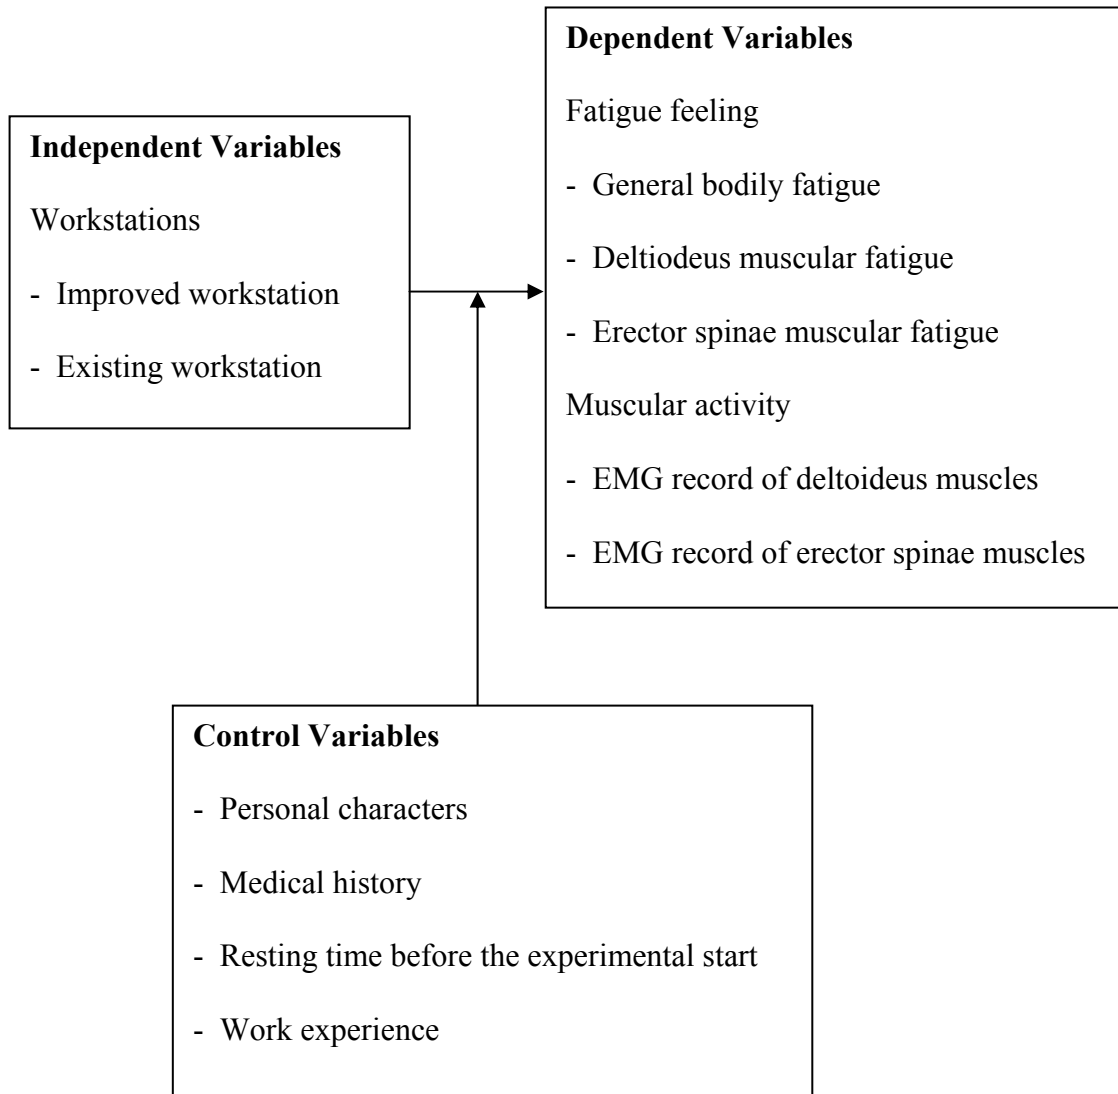 Independent Variables
Workstations
- Improved workstation
- Existing workstation
Dependent Variables
Fatigue feeling
- General bodily fatigue
- Deltiodeus muscular fatigue
- Erector spinae muscular fatigue
Muscular activity
- EMG record of deltoideus muscles
- EMG record of erector spinae muscles
Control Variables
- Personal characters
- Medical history
- Resting time before the experimental start
- Work experience